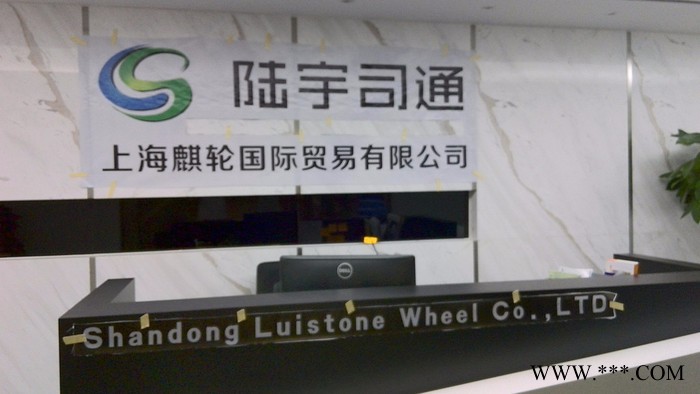 陆宇司通
上海麒轮国际贸易有限公司
DELL
Shandong Luistone Wheel Co.,LTD
WWW.***.COM